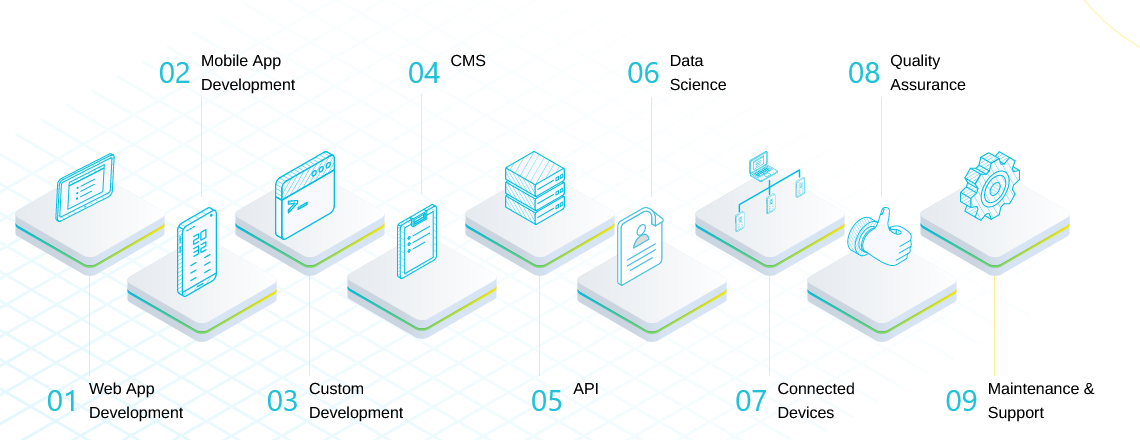 02
Mobile App
Development
04
CMS
06
Data
Science
08
Quality
Assurance
01
Web App
Development
03
Custom
Development
05
API
07
Connected
Devices
09
Maintenance &
Support